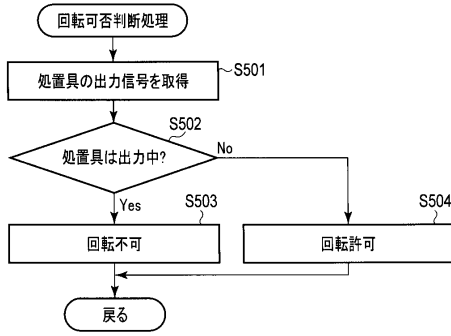 回転可否判断処理
処置具の出力信号を取得
S501
処置具は出力中?
S502
No
Yes
回転不可
S503
回転許可
S504
戻る